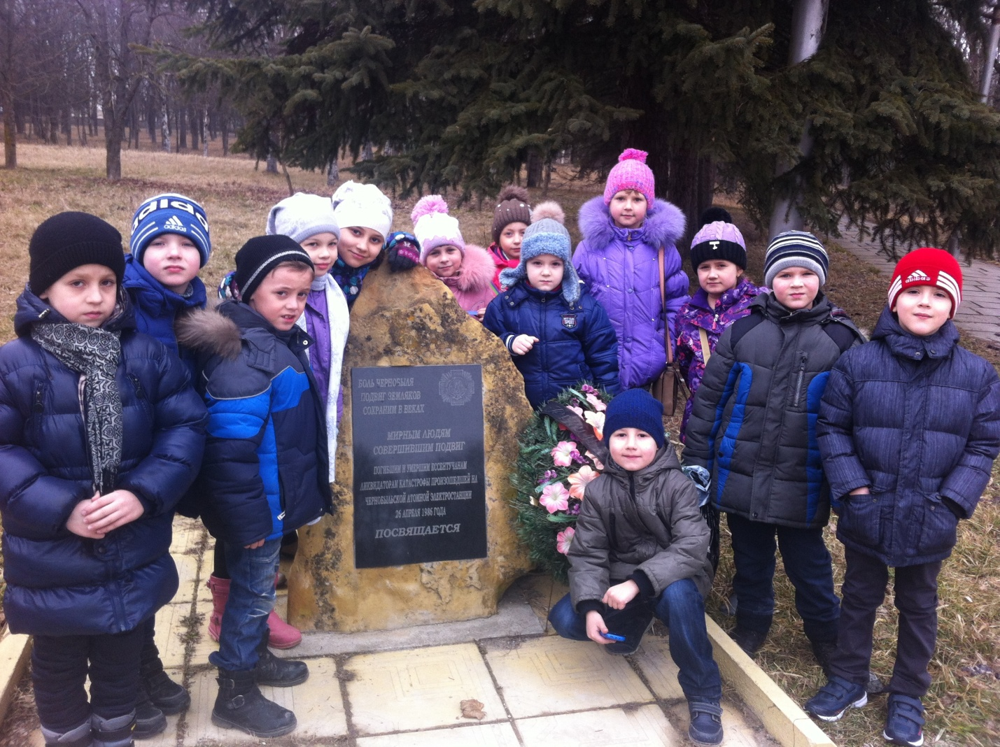 adidas
adidas
adidas
БОЛЬ ЧЕРНОБЫЛЯ
ПОДВИГ ЗЕМЛЯКОВ
СОХРАНИМ В ВЕКАХ
МИРНЫМ ЛЮДЯМ
СОВЕРШИВШИМ ПОДВИГ
ПОГИБШИМ И УМЕРШИМ ЕССЕНТУЧАНАМ
ЛИКВИДАТОРАМ КАТАСТРОФЫ ПРОИЗОШЕДШЕЙ НА
ЧЕРНОБЫЛЬСКОЙ АТОМНОЙ ЭЛЕКТРОСТАНЦИИ
26 АПРЕЛЯ 1986 ГОДА
ПОСВЯЩАЕТСЯ